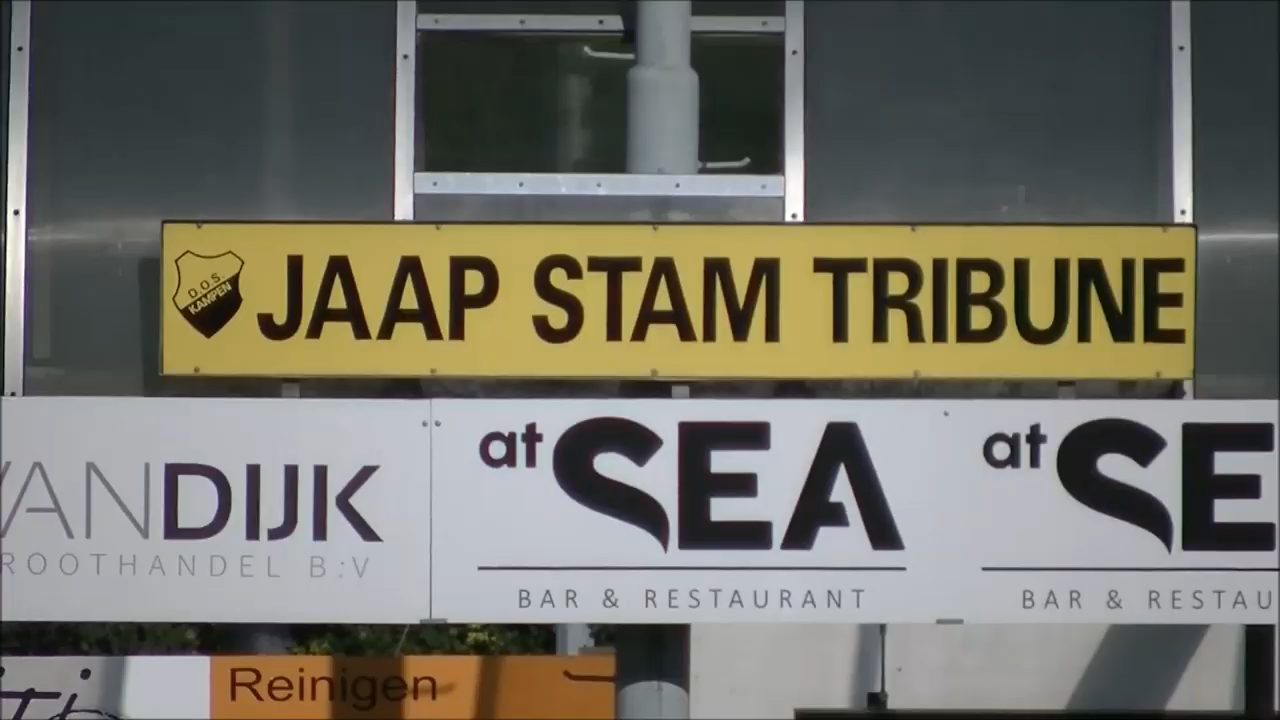 D.O.S.
KAMPEN
JAAP STAM TRIBUNE
VANDIJK
ROOTHANDEL B.V
at SEA
BAR & RESTAURANT
at SE
BAR & RESTAU
Reinigen